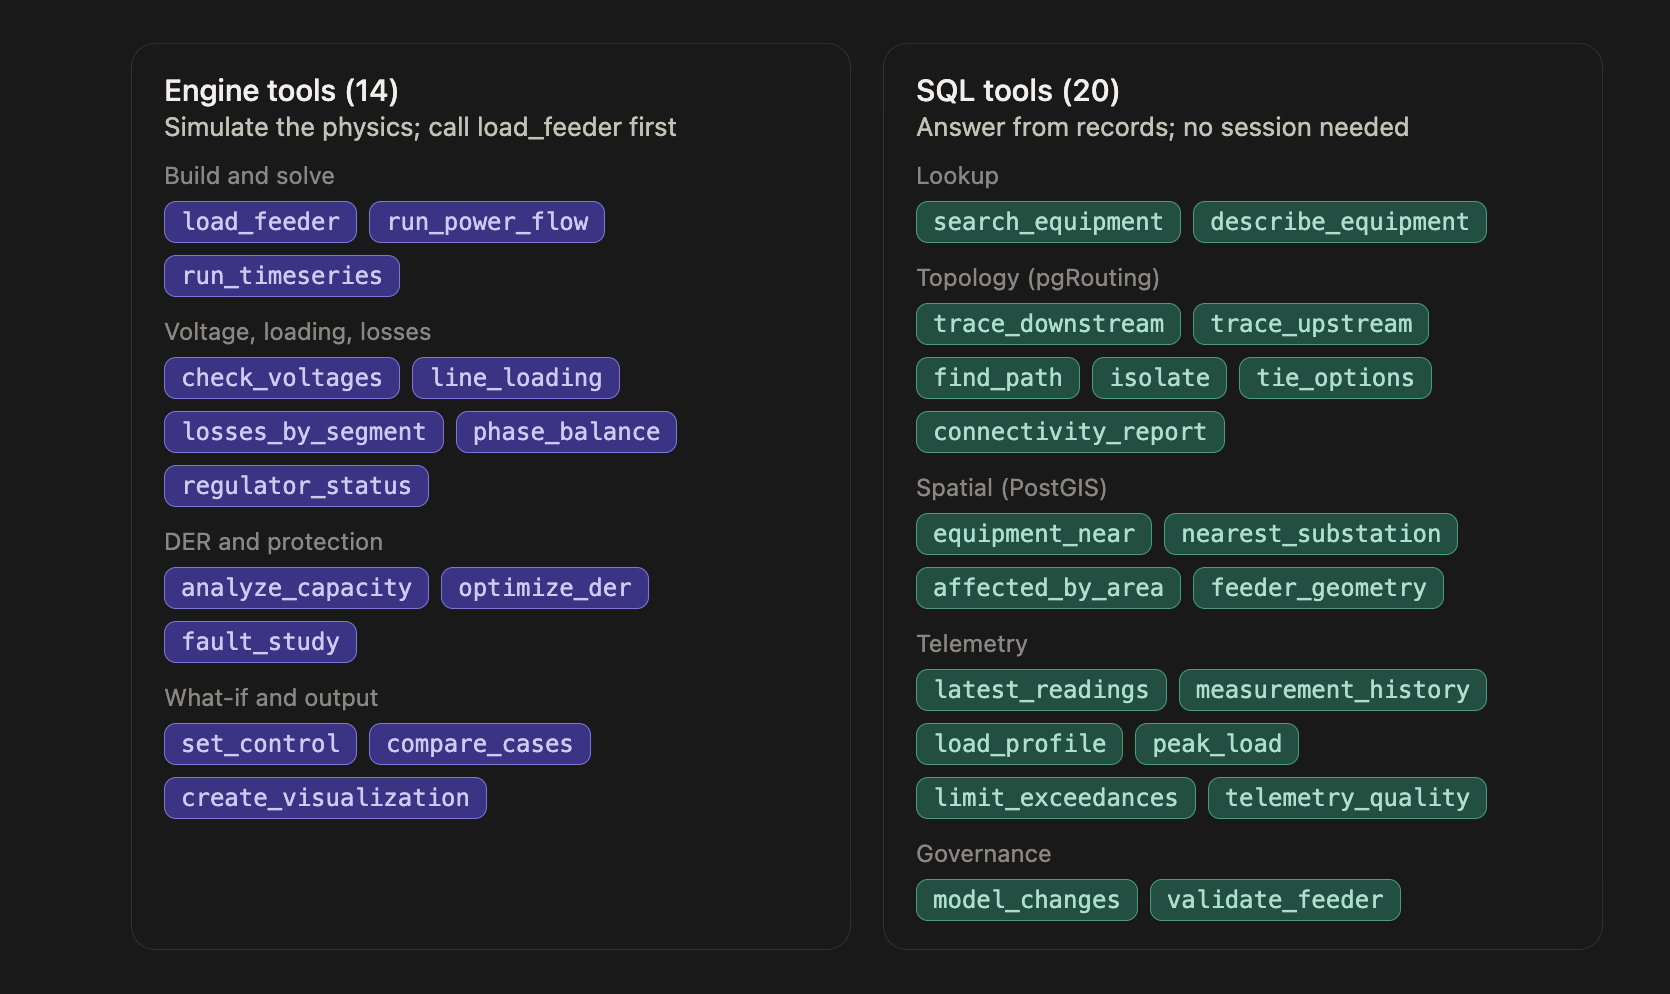 Engine tools (14)
Simulate the physics; call load_feeder first
Build and solve
load_feeder run_power_flow
run_timeseries
Voltage, loading, losses
check_voltages line_loading
losses_by_segment phase_balance
regulator_status
DER and protection
analyze_capacity optimize_der
fault_study
What-if and output
set_control compare_cases
create_visualization
SQL tools (20)
Answer from records; no session needed
Lookup
search_equipment describe_equipment
Topology (pgRouting)
trace_downstream trace_upstream
find_path isolate tie_options
connectivity_report
Spatial (PostGIS)
equipment_near nearest_substation
affected_by_area feeder_geometry
Telemetry
latest_readings measurement_history
load_profile peak_load
limit_exceedances telemetry_quality
Governance
model_changes validate_feeder